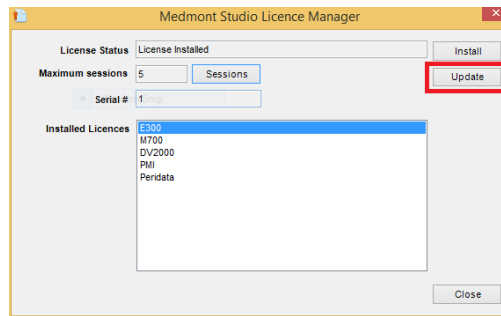 Medmont Studio Licence Manager
License Status License Installed Install
Maximum sessions 5 Sessions Update
Serial # 1
Installed Licences E300
M700
DV2000
PMI
Peridata
Close